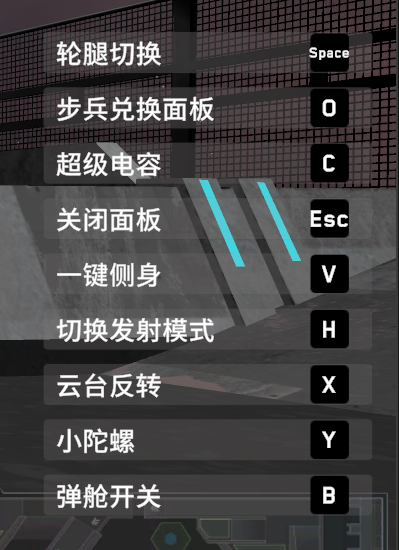 轮腿切换 Space
步兵兑换面板 O
超级电容 C
关闭面板 Esc
一键侧身 V
切换发射模式 H
云台反转 X
小陀螺 Y
弹舱开关 B